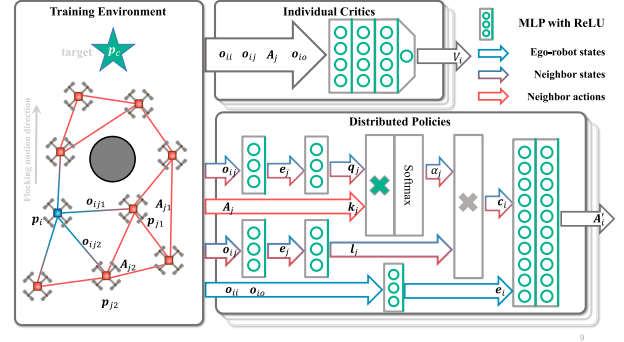 Training Environment
target
p_c
Flocking motion direction
o_ij1
A_j1
p_i
p_j1
o_ij2
A_j2
p_j2
Individual Critics
o_ii o_ij A_j o_io
V_i
MLP with ReLU
Ego-robot states
Neighbor states
Neighbor actions
Distributed Policies
o_ij e_j q_j
Softmax
α_j
A_j k_j
c_i
A_i'
o_ij e_j l_j
o_ii o_io e_i
9